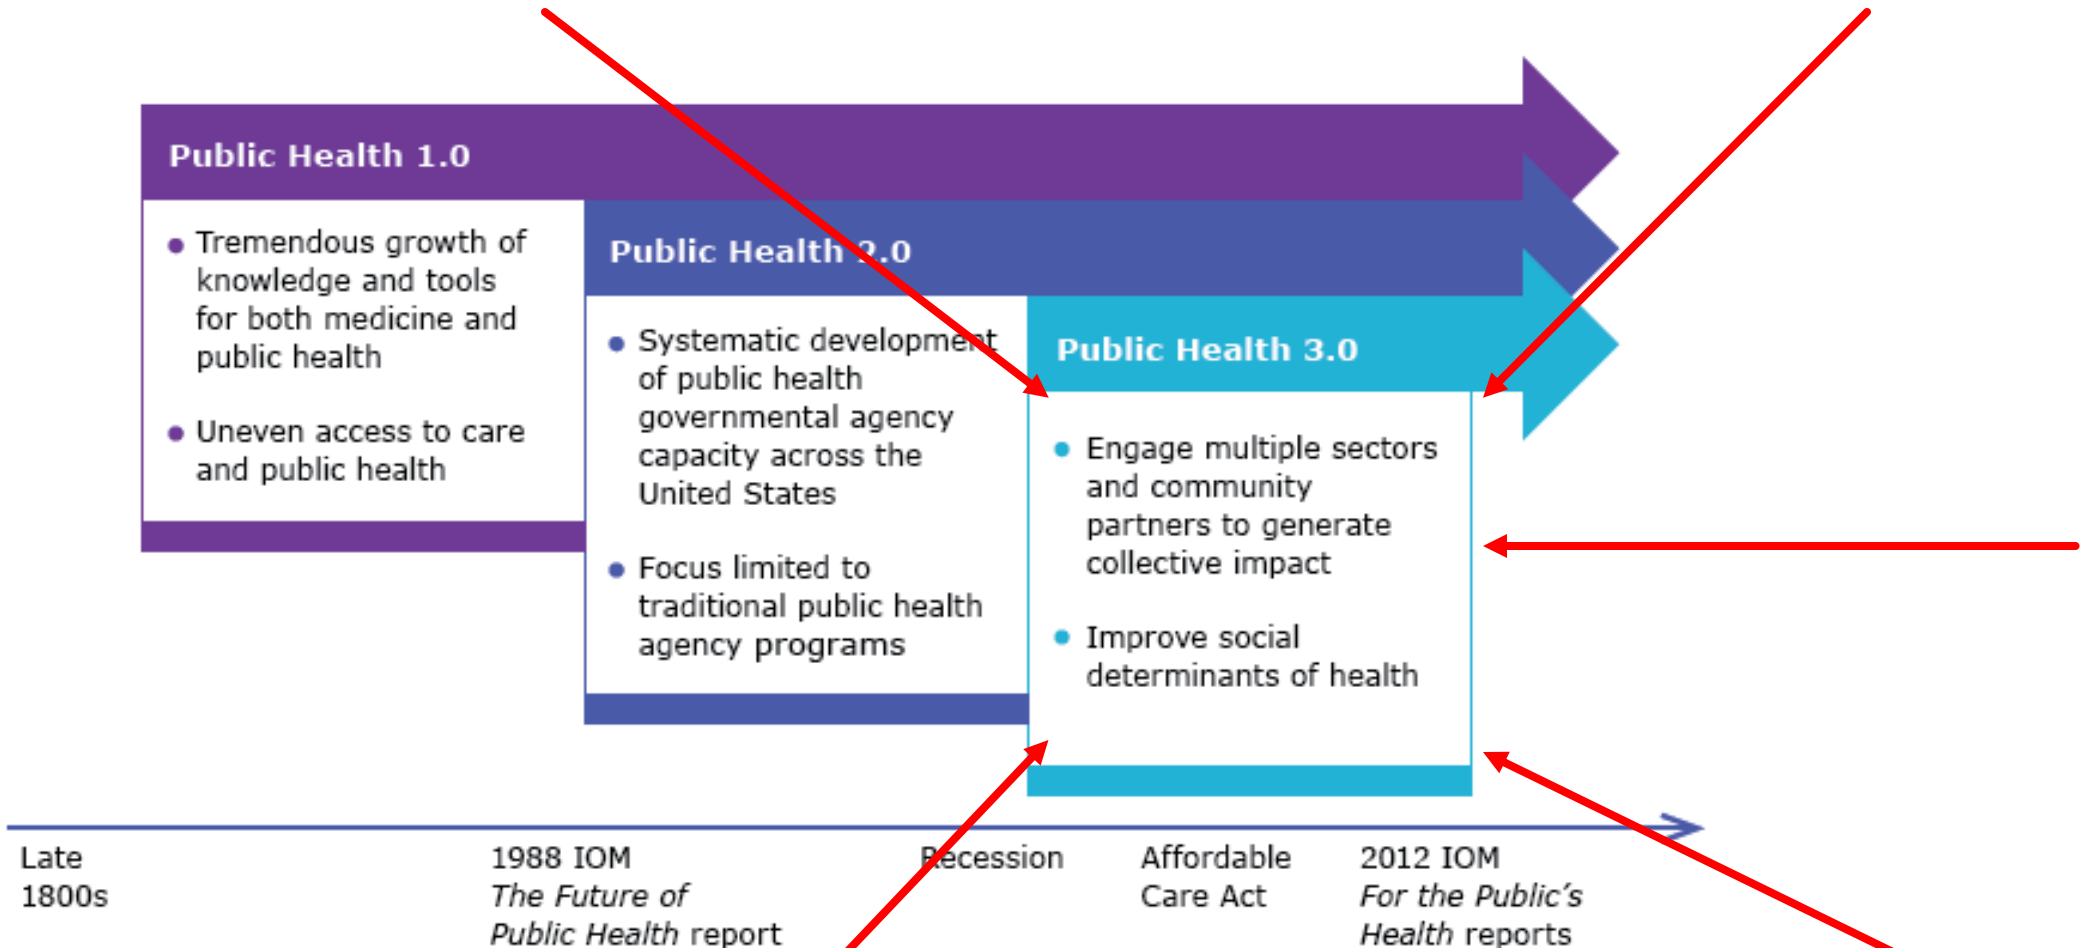 Public Health 1.0
Tremendous growth of
knowledge and tools
for both medicine and
public health
Uneven access to care
and public health
Public Health 2.0
Systematic development
of public health
governmental agency
capacity across the
United States
Focus limited to
traditional public health
agency programs
Public Health 3.0
Engage multiple sectors
and community
partners to generate
collective impact
Improve social
determinants of health
Late
1800s
1988 IOM
The Future of
Public Health report
Recession
Affordable
Care Act
2012 IOM
For the Public's
Health reports